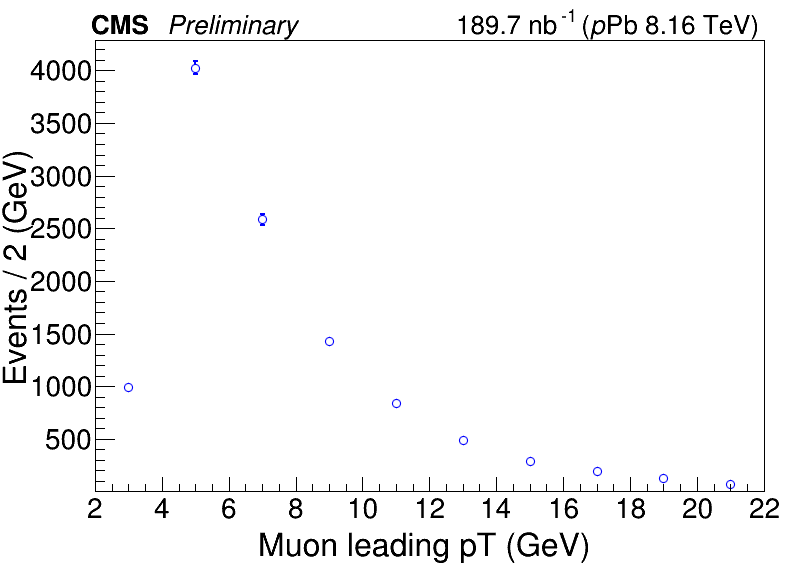 CMS Preliminary 189.7 nb-1 (pPb 8.16 TeV)
Events / 2 (GeV)
4000
3500
3000
2500
2000
1500
1000
500
2 4 6 8 10 12 14 16 18 20 22
Muon leading pT (GeV)